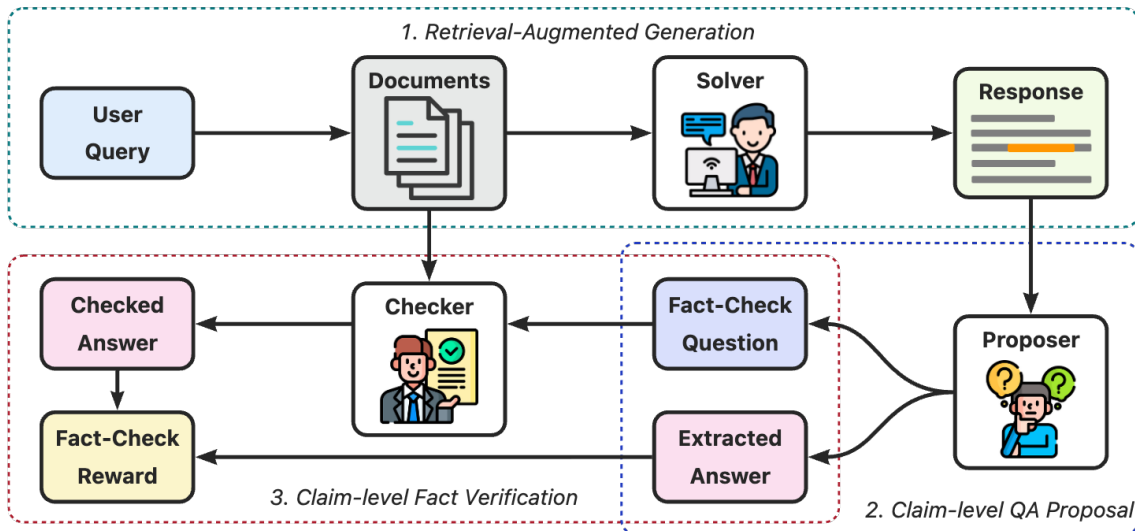 1. Retrieval-Augmented Generation
User
Query
Documents
Solver
Response
Checked
Answer
Checker
Fact-Check
Question
Proposer
Fact-Check
Reward
Extracted
Answer
3. Claim-level Fact Verification
2. Claim-level QA Proposal